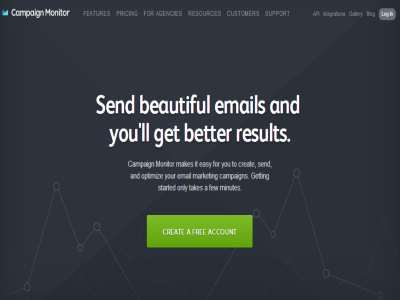 Campaign Monitor FEATURES PRICING FOR AGENCIES RESOURCES CUSTOMERS SUPPORT API Integrations Gallery Blog Log In
Send beautiful emails and
you'll get better results.
Campaign Monitor makes it easy for you to create, send,
and optimize your email marketing campaigns. Getting
started only takes a few minutes.
CREATE A FREE ACCOUNT